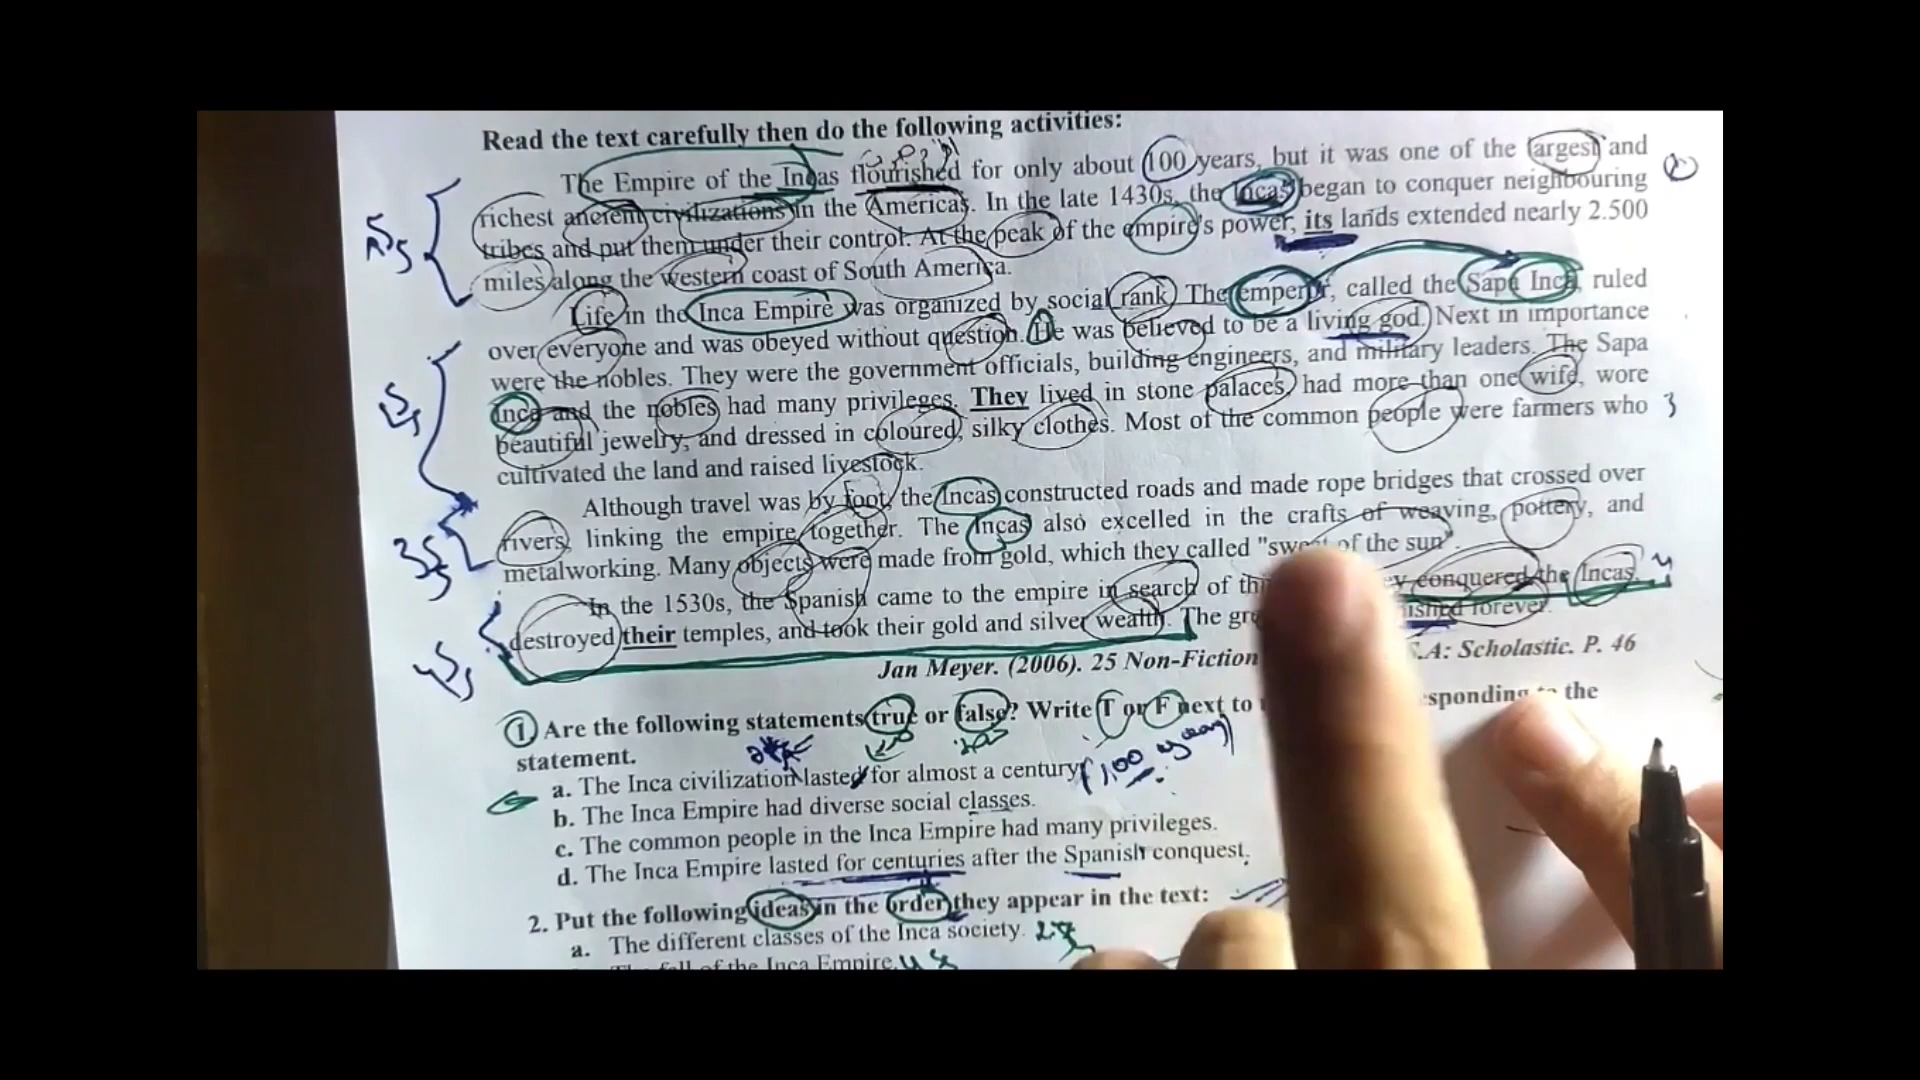 Read the text carefully then do the following activities:
The Empire of the Incas flourished for only about 100 years, but it was one of the largest and
richest ancient civilizations in the Americas. In the late 1430s, the Incas began to conquer neighbouring
tribes and put them under their control. At the peak of the empire's power, its lands extended nearly 2.500
miles along the western coast of South America.
Life in the Inca Empire was organized by social rank The emperor, called the Sapa Inca, ruled
over everyone and was obeyed without question. He was believed to be a living god. Next in importance
were the nobles. They were the government officials, building engineers, and military leaders. The Sapa
Inca and the nobles had many privileges. They lived in stone palaces, had more than one wife, wore
beautiful jewelry, and dressed in coloured, silky clothes. Most of the common people were farmers who
cultivated the land and raised livestock.
Although travel was by foot, the Incas constructed roads and made rope bridges that crossed over
rivers, linking the empire together. The Incas also excelled in the crafts of weaving, pottery, and
metalworking. Many objects were made from gold, which they called "sweat of the sun".
In the 1530s, the Spanish came to the empire in search of conquered the Incas,
destroyed their temples, and took their gold and silver wealth. The forever.
Jan Meyer. (2006). 25 Non-Fiction Scholastic. P. 46
1 Are the following statements true or false? Write T or F next to the
statement.
a. The Inca civilization lasted for almost a century. 100 years
b. The Inca Empire had diverse social classes.
c. The common people in the Inca Empire had many privileges.
d. The Inca Empire lasted for centuries after the Spanish conquest.
2. Put the following ideas in the order they appear in the text:
a. The different classes of the Inca society. 2
fall of the Inca Empire. 4